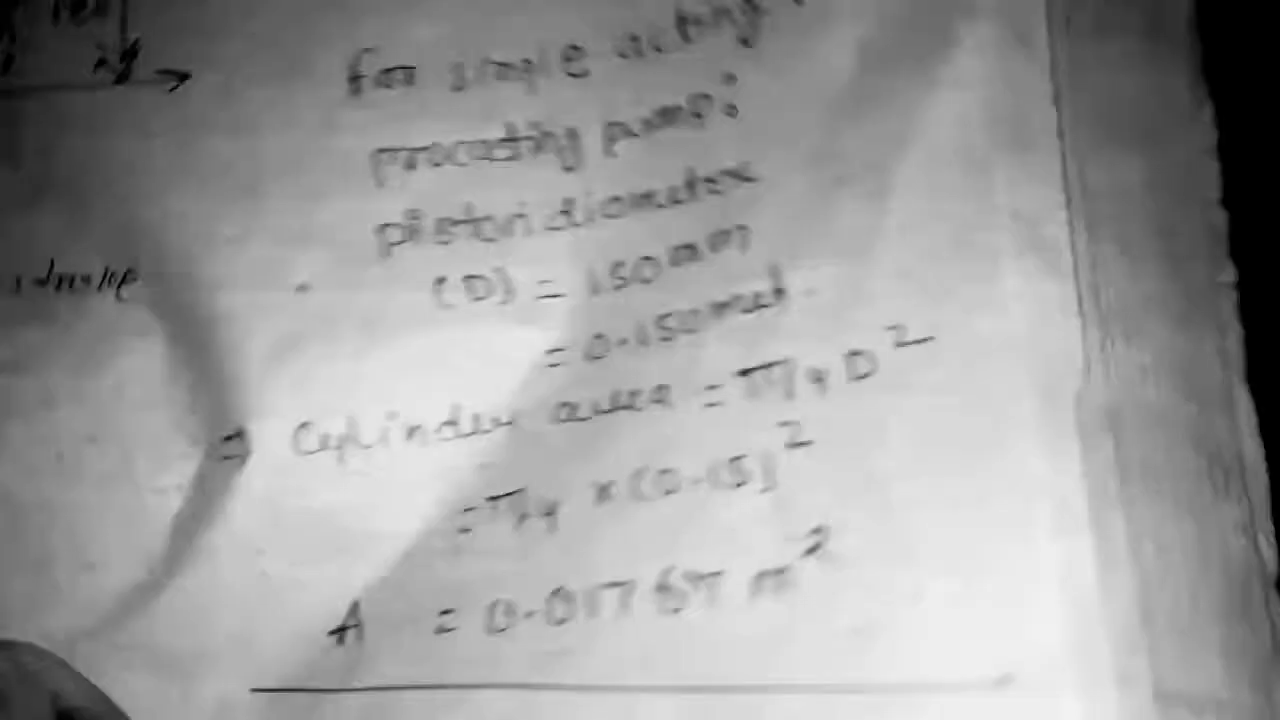 for single acting
procating pump:
piston diameter
(D) = 150mm
= 0.150met.
⇒ Cylinder area = π/4 D²
= π/4 × (0.15)²
A = 0.01767 m²